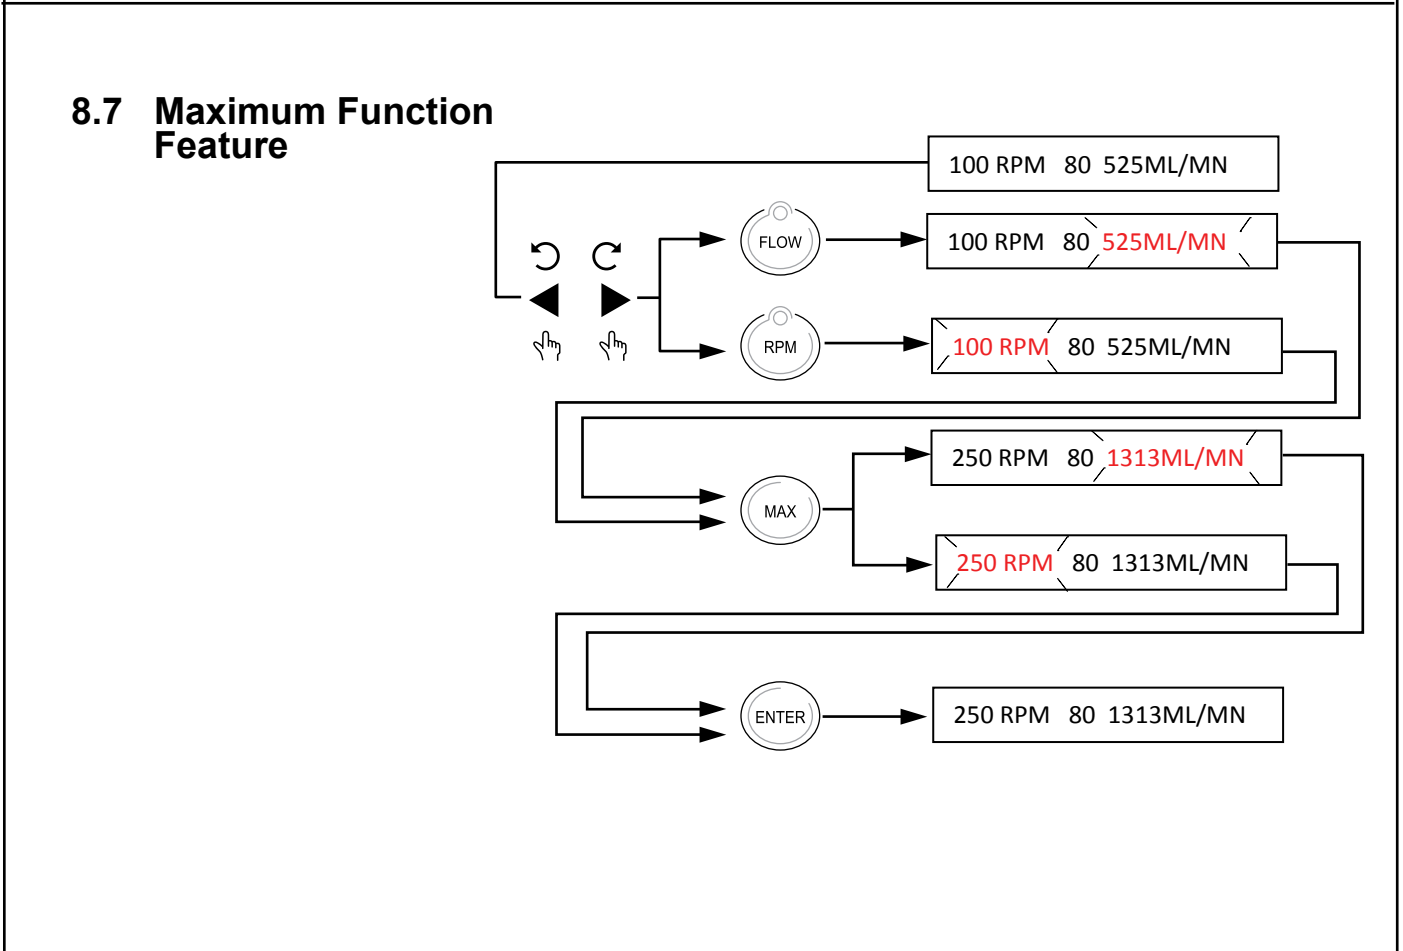 8.7 Maximum Function
Feature
100 RPM 80 525ML/MN
FLOW
100 RPM 80 525ML/MN
RPM
100 RPM 80 525ML/MN
250 RPM 80 1313ML/MN
MAX
250 RPM 80 1313ML/MN
ENTER
250 RPM 80 1313ML/MN